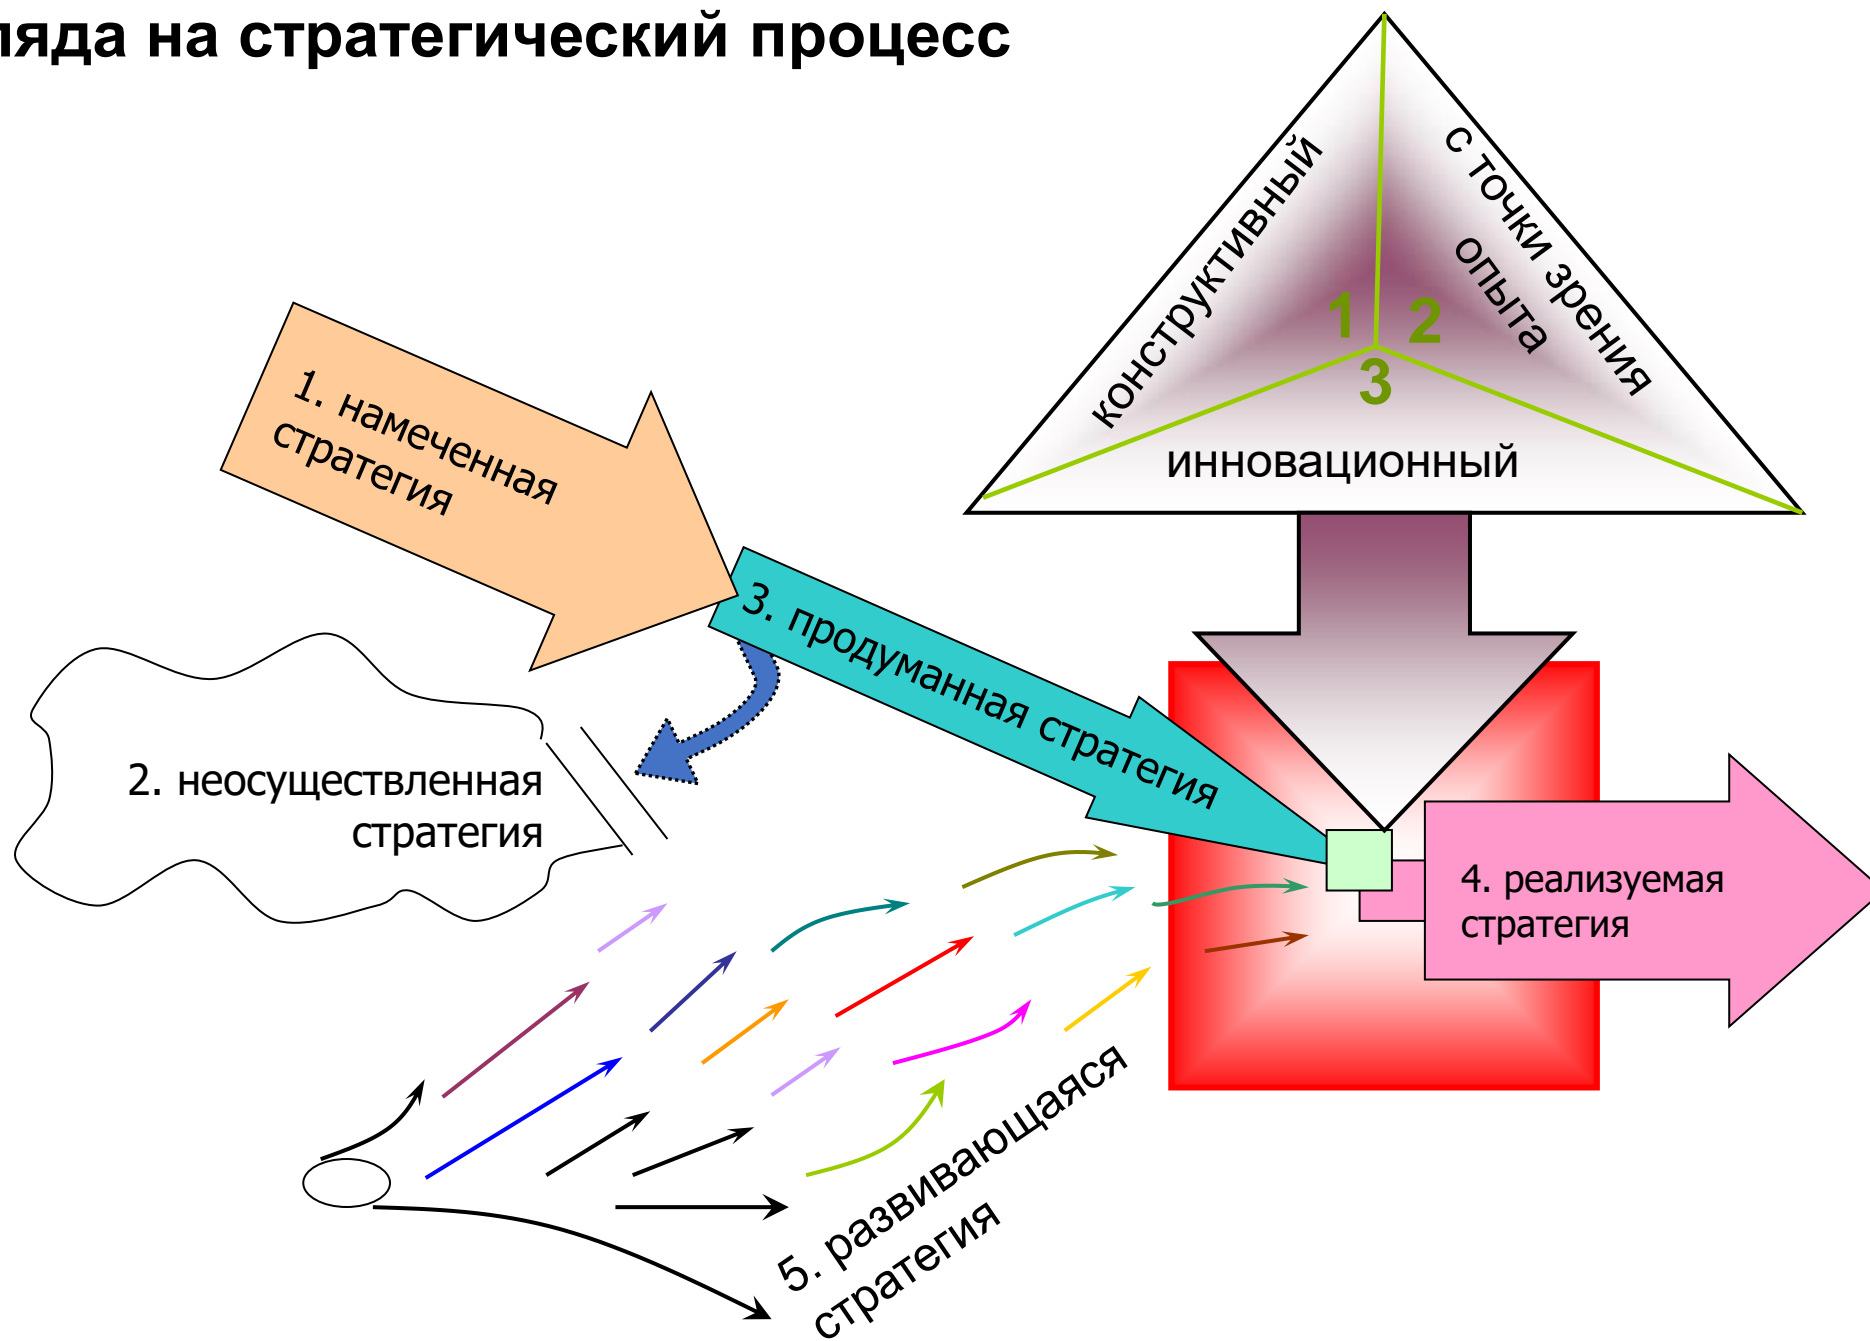 ляда на стратегический процесс
конструктивный
с точки зрения
опыта
1
2
3
инновационный
1. намеченная
стратегия
3. продуманная стратегия
2. неосуществленная
стратегия
4. реализуемая
стратегия
5. развивающаяся
стратегия